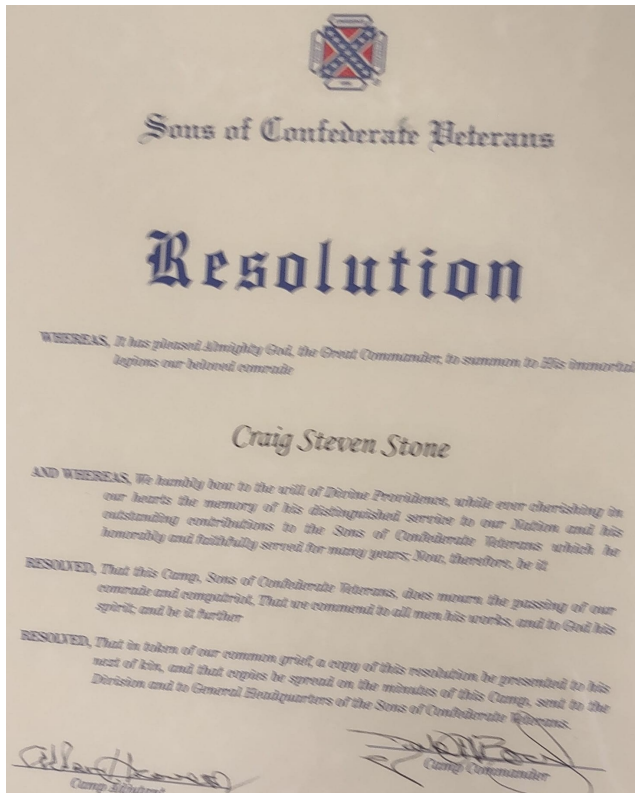 Sons of Confederate Veterans
Resolution
WHEREAS, It has pleased Almighty God, the Great Commander, to summon to His immortal
legions our beloved comrade
Craig Steven Stone
AND WHEREAS, We humbly bow to the will of Divine Providence, while ever cherishing in
our hearts the memory of his distinguished service to our Nation and his
outstanding contributions to the Sons of Confederate Veterans which he
honorably and faithfully served for many years; Now, therefore, be it
RESOLVED, That this Camp, Sons of Confederate Veterans, does mourn the passing of our
comrade and compatriot, That we commend to all men his works, and to God his
spirit; and be it further
RESOLVED, That in token of our common grief, a copy of this resolution be presented to his
next of kin, and that copies be spread on the minutes of this Camp, sent to the
Division and to General Headquarters of the Sons of Confederate Veterans.
Camp Commander
Camp